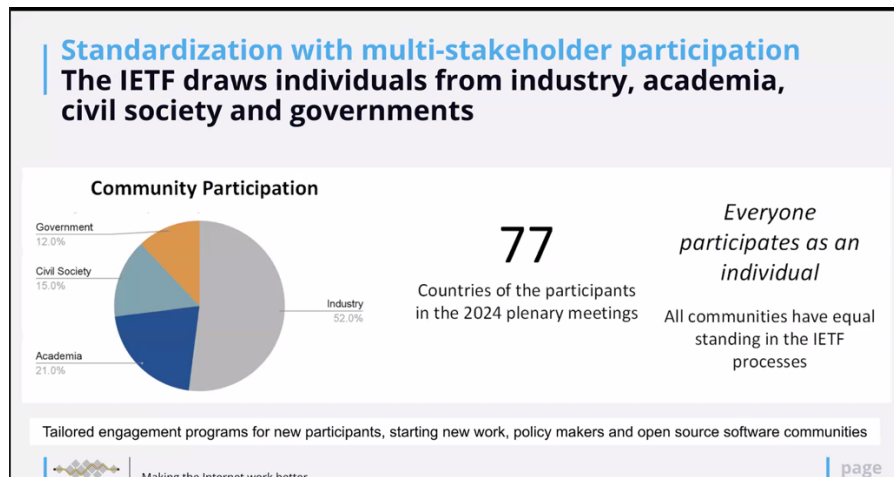 Standardization with multi-stakeholder participation
The IETF draws individuals from industry, academia,
civil society and governments
Community Participation
Government
12.0%
Civil Society
15.0%
Academia
21.0%
Industry
52.0%
77
Countries of the participants
in the 2024 plenary meetings
Everyone
participates as an
individual
All communities have equal
standing in the IETF
processes
Tailored engagement programs for new participants, starting new work, policy makers and open source software communities
Making the Internet work better
page